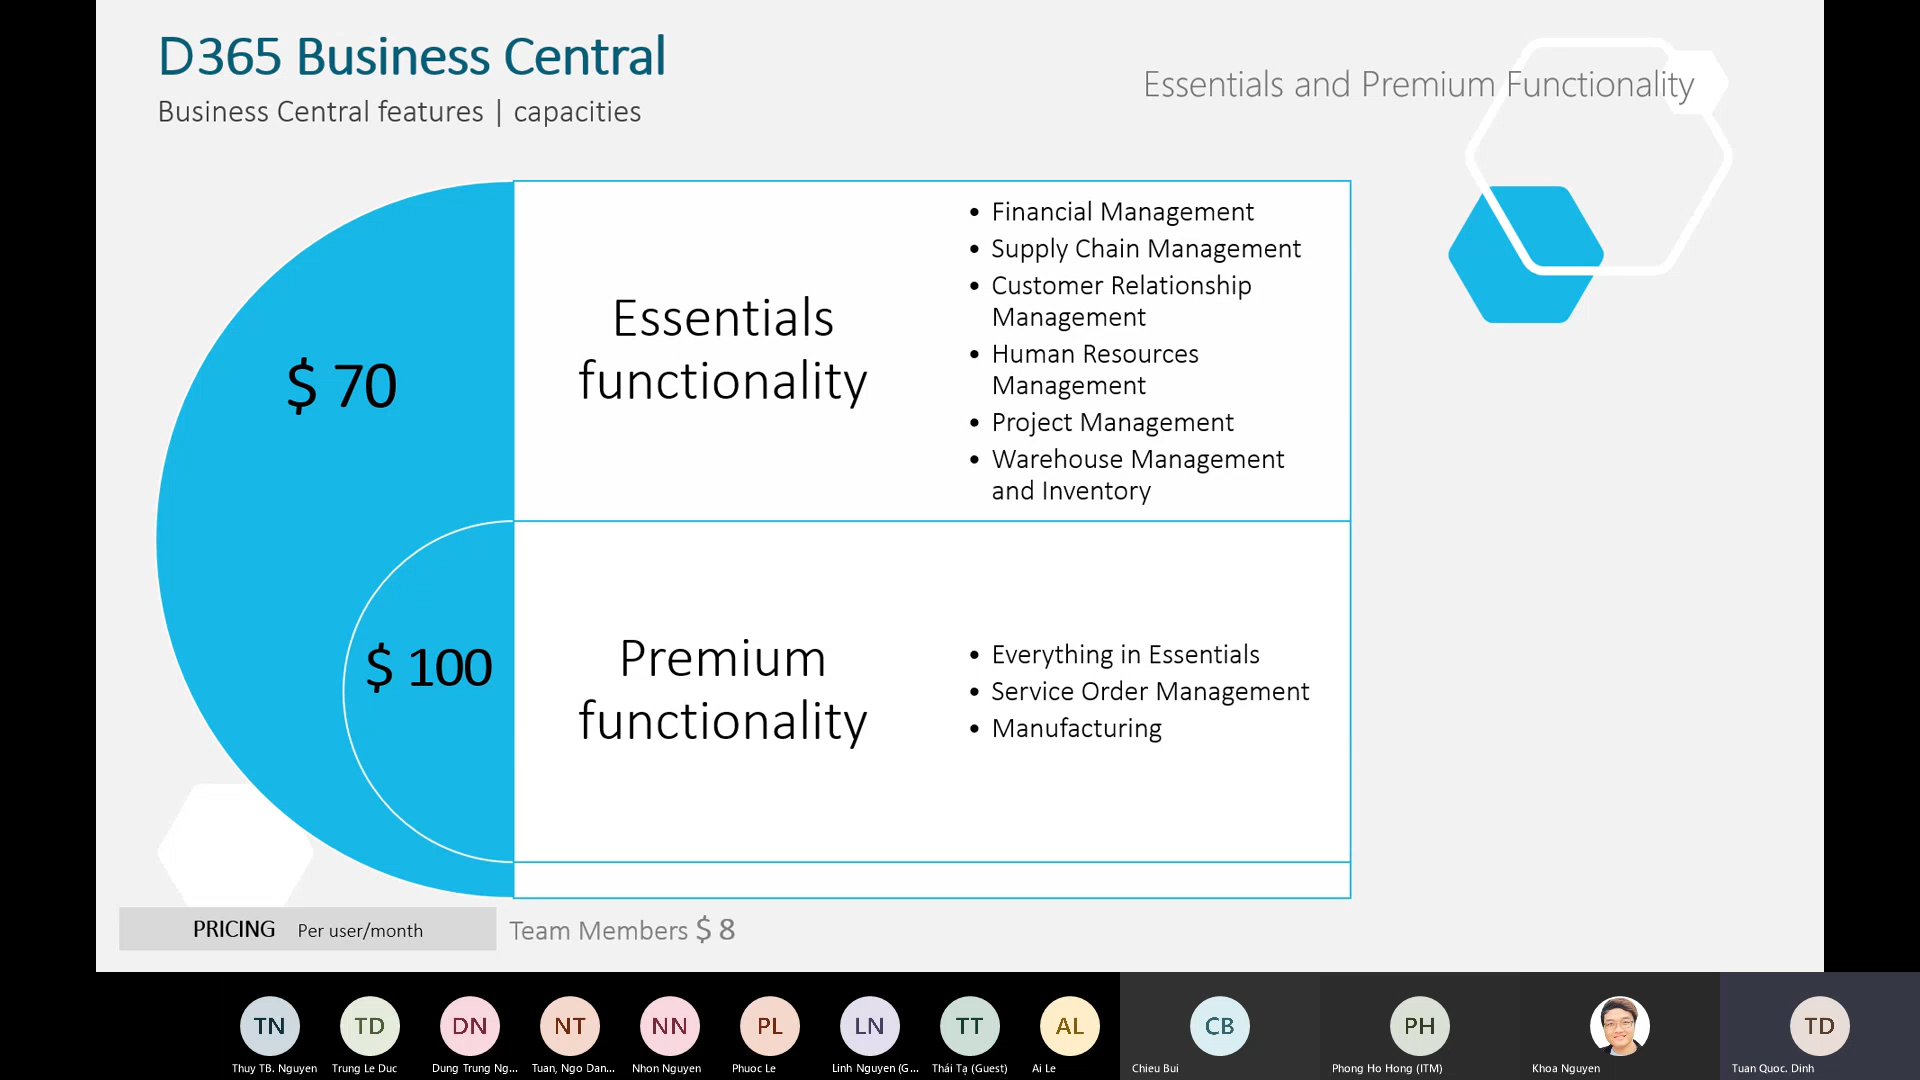 D365 Business Central
Business Central features | capacities
Essentials and Premium Functionality
$ 70
Essentials
functionality
• Financial Management
• Supply Chain Management
• Customer Relationship
Management
• Human Resources
Management
• Project Management
• Warehouse Management
and Inventory
$ 100
Premium
functionality
• Everything in Essentials
• Service Order Management
• Manufacturing
PRICING Per user/month
Team Members $ 8
TN
TD
DN
NT
NN
PL
LN
TT
AL
CB
PH
TD
Thuy TB. Nguyen
Trung Le Duc
Dung Trung Ng...
Tuan, Ngo Dan...
Nhon Nguyen
Phuoc Le
Linh Nguyen (G...
Thái Tạ (Guest)
Ai Le
Chieu Bui
Phong Ho Hong (ITM)
Khoa Nguyen
Tuan Quoc. Dinh